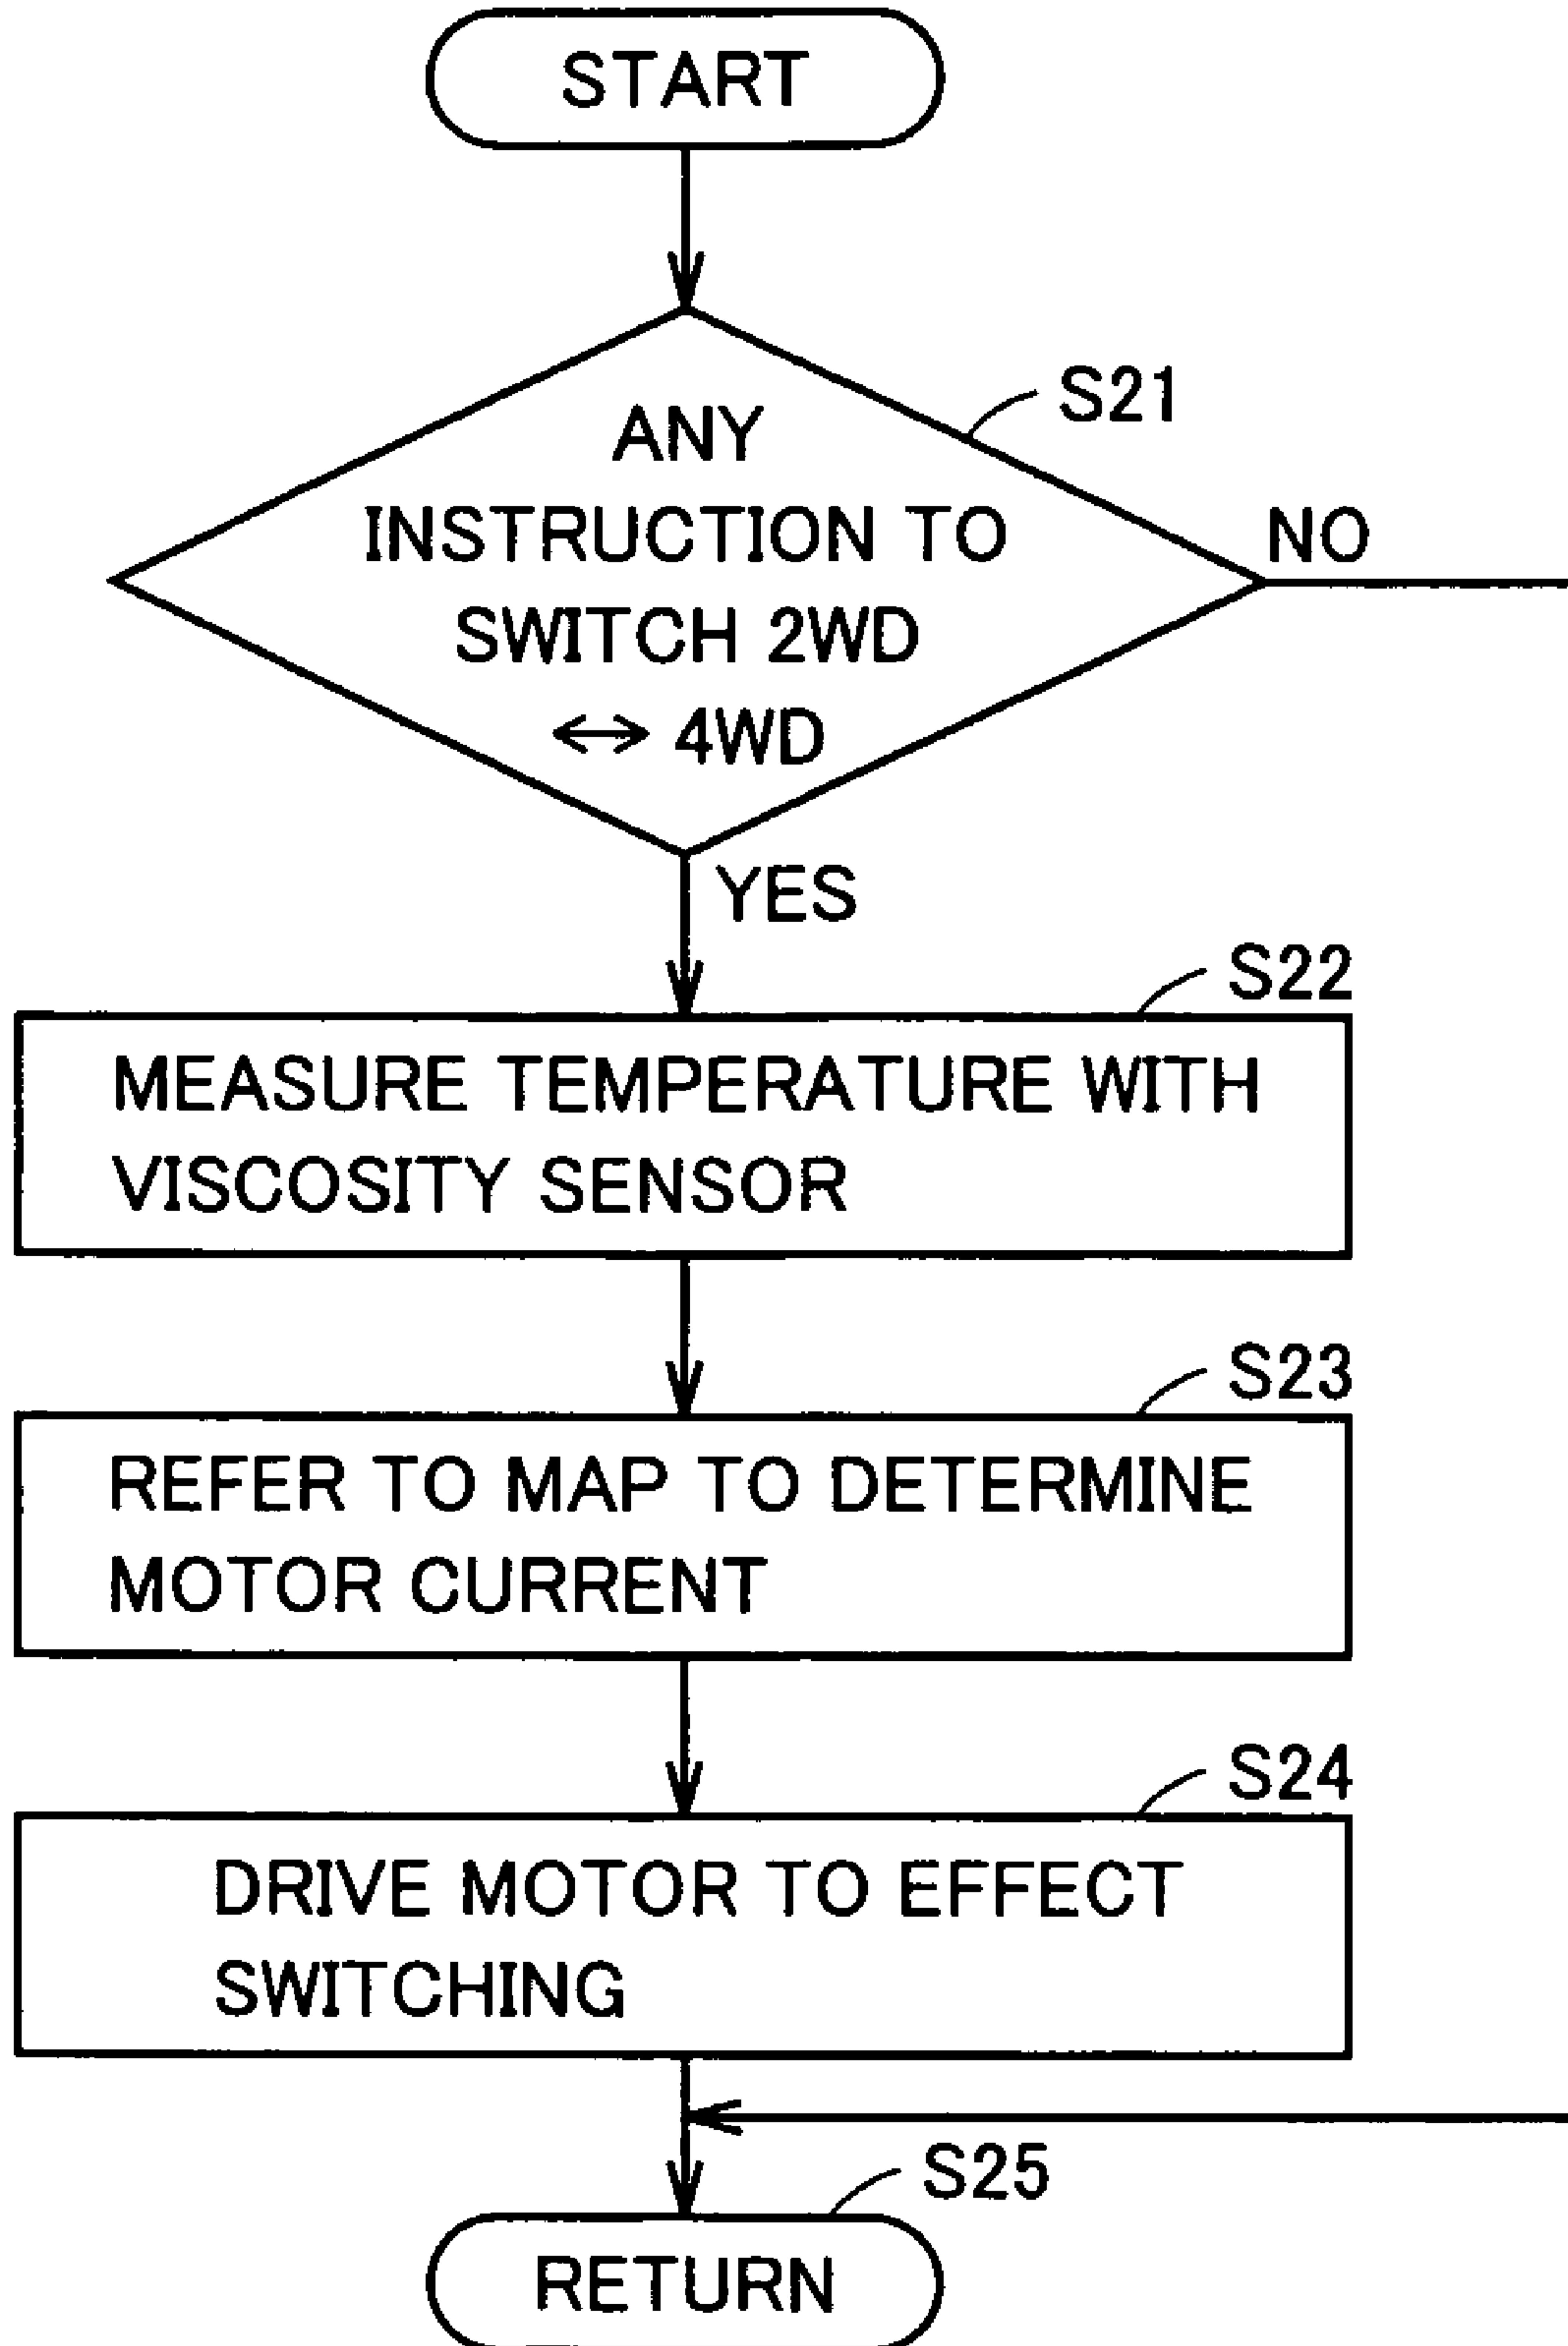 START
S21
ANY
INSTRUCTION TO
SWITCH 2WD
↔ 4WD
NO
YES
S22
MEASURE TEMPERATURE WITH
VISCOSITY SENSOR
S23
REFER TO MAP TO DETERMINE
MOTOR CURRENT
S24
DRIVE MOTOR TO EFFECT
SWITCHING
S25
RETURN